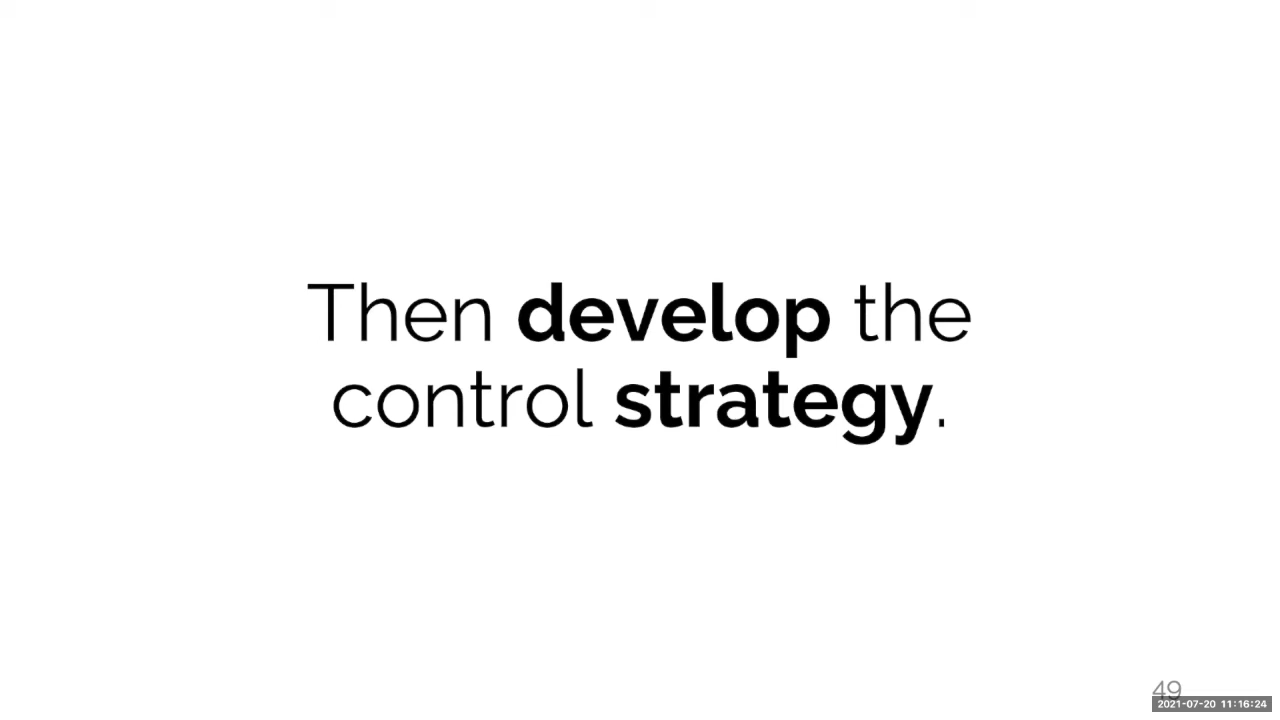 Then develop the
control strategy.
49
2021-07-20 11:16:24